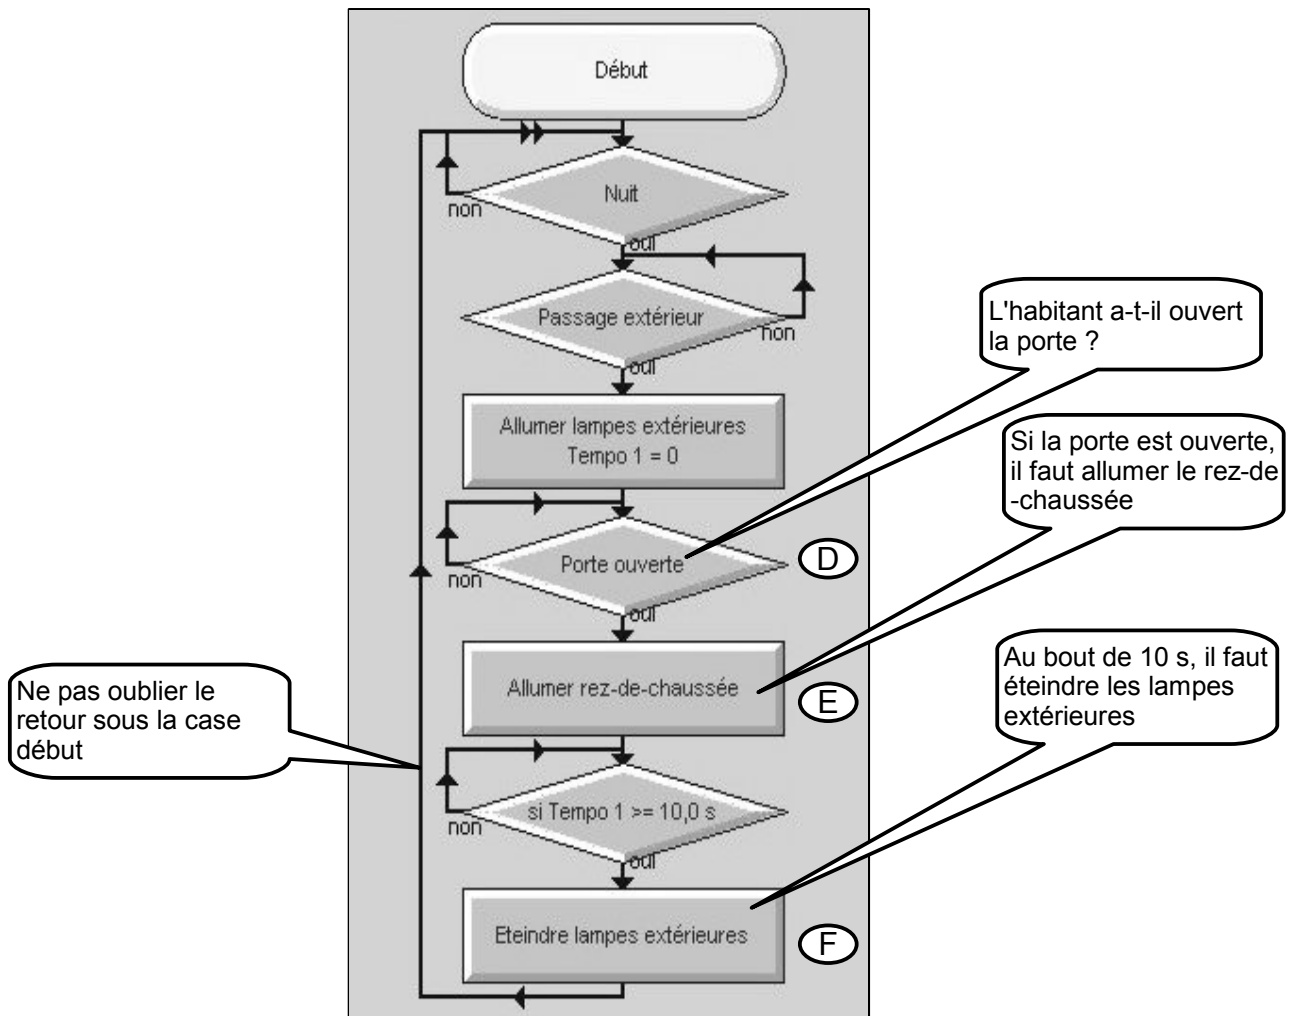 Début
Nuit
non
oui
Passage extérieur
non
oui
L'habitant a-t-il ouvert
la porte ?
Allumer lampes extérieures
Tempo 1 = 0
Si la porte est ouverte,
il faut allumer le rez-de
-chaussée
Porte ouverte
D
non
oui
Allumer rez-de-chaussée
E
Au bout de 10 s, il faut
éteindre les lampes
extérieures
Ne pas oublier le
retour sous la case
début
si Tempo 1 >= 10,0 s
non
oui
Eteindre lampes extérieures
F